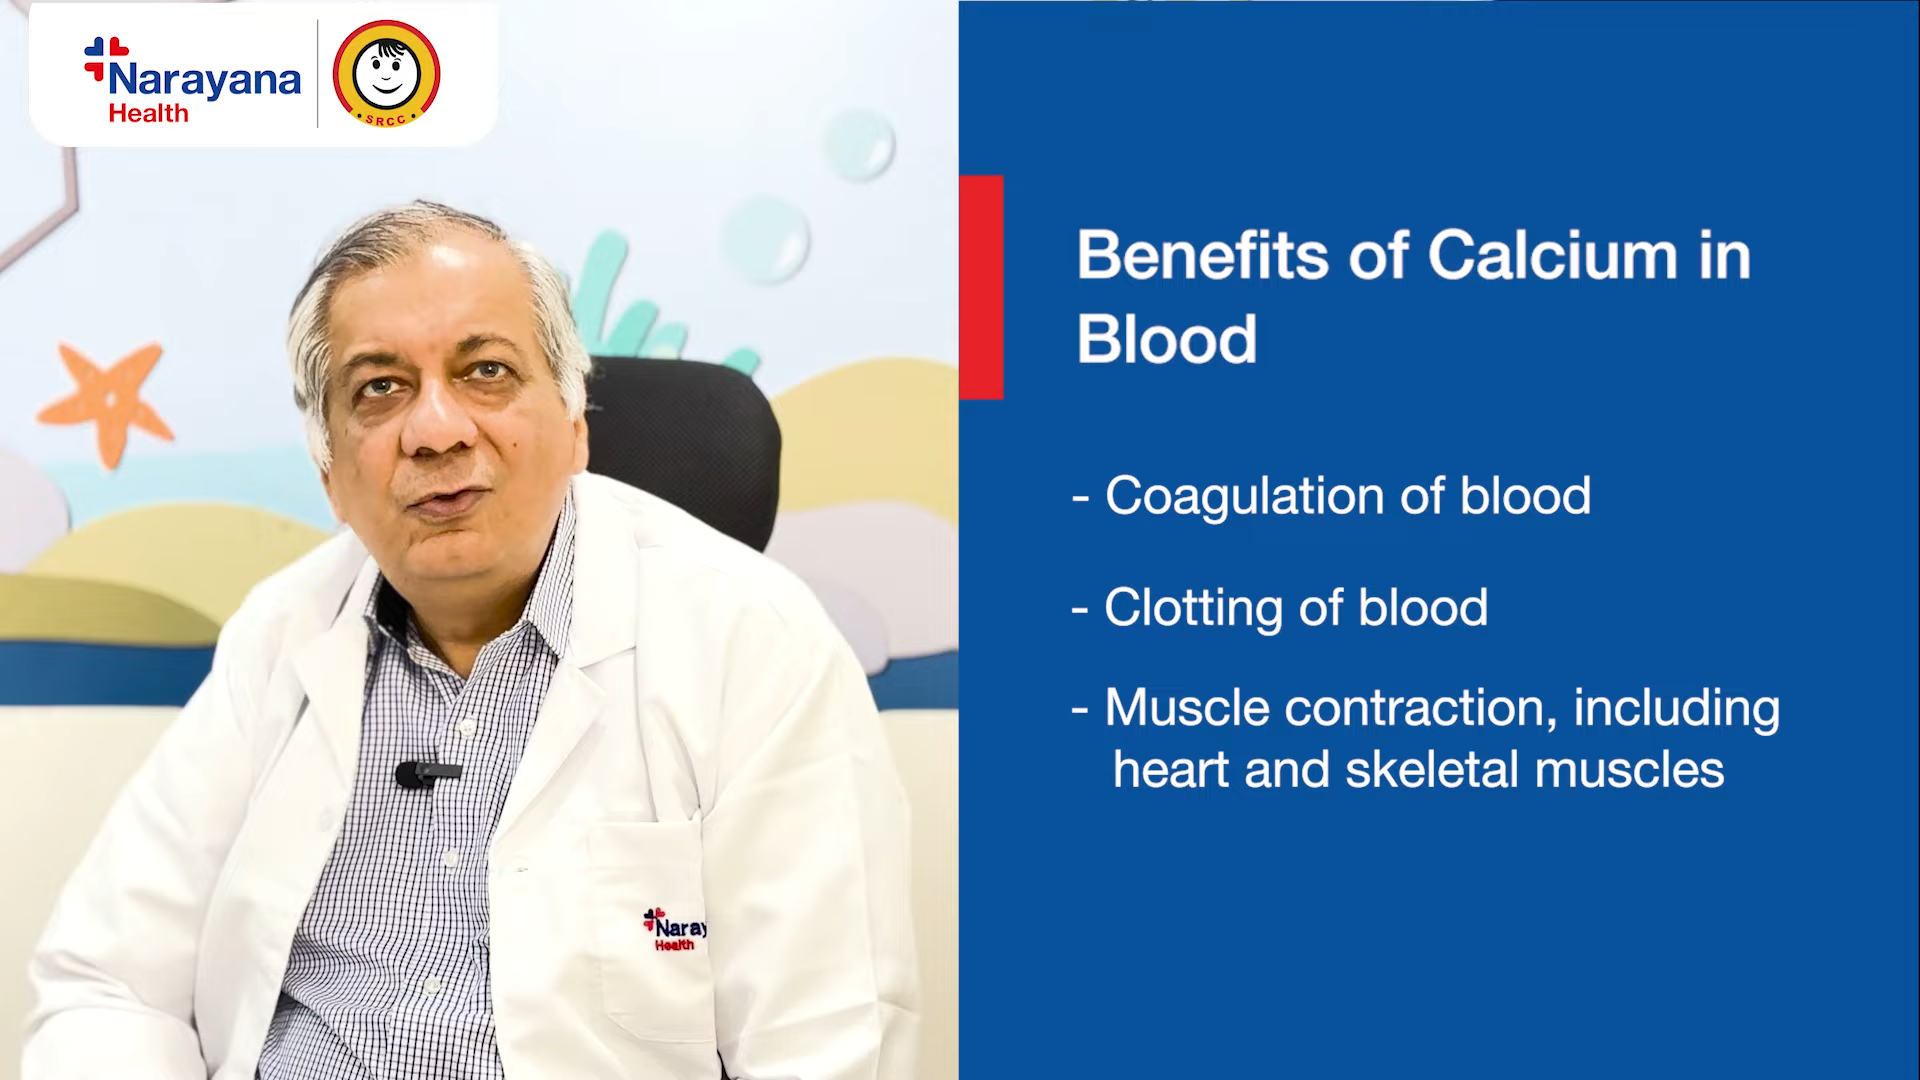 Narayana
Health
SRCC
Benefits of Calcium in
Blood
- Coagulation of blood
- Clotting of blood
- Muscle contraction, including
heart and skeletal muscles
Naray
Health